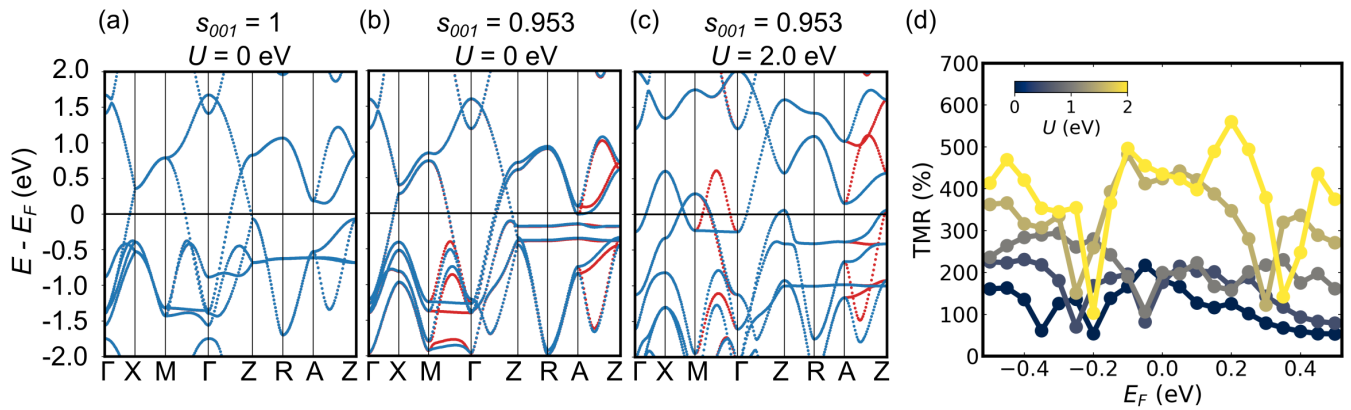 (a)
s001 = 1
U = 0 eV
(b)
s001 = 0.953
U = 0 eV
(c)
s001 = 0.953
U = 2.0 eV
(d)
E - EF (eV)
2.0
1.5
1.0
0.5
0
-0.5
-1.0
-1.5
-2.0
Γ X M Γ Z R A Z
Γ X M Γ Z R A Z
Γ X M Γ Z R A Z
TMR (%)
700
600
500
400
300
200
100
0
0 1 2
U (eV)
−0.4 −0.2 0.0 0.2 0.4
EF (eV)